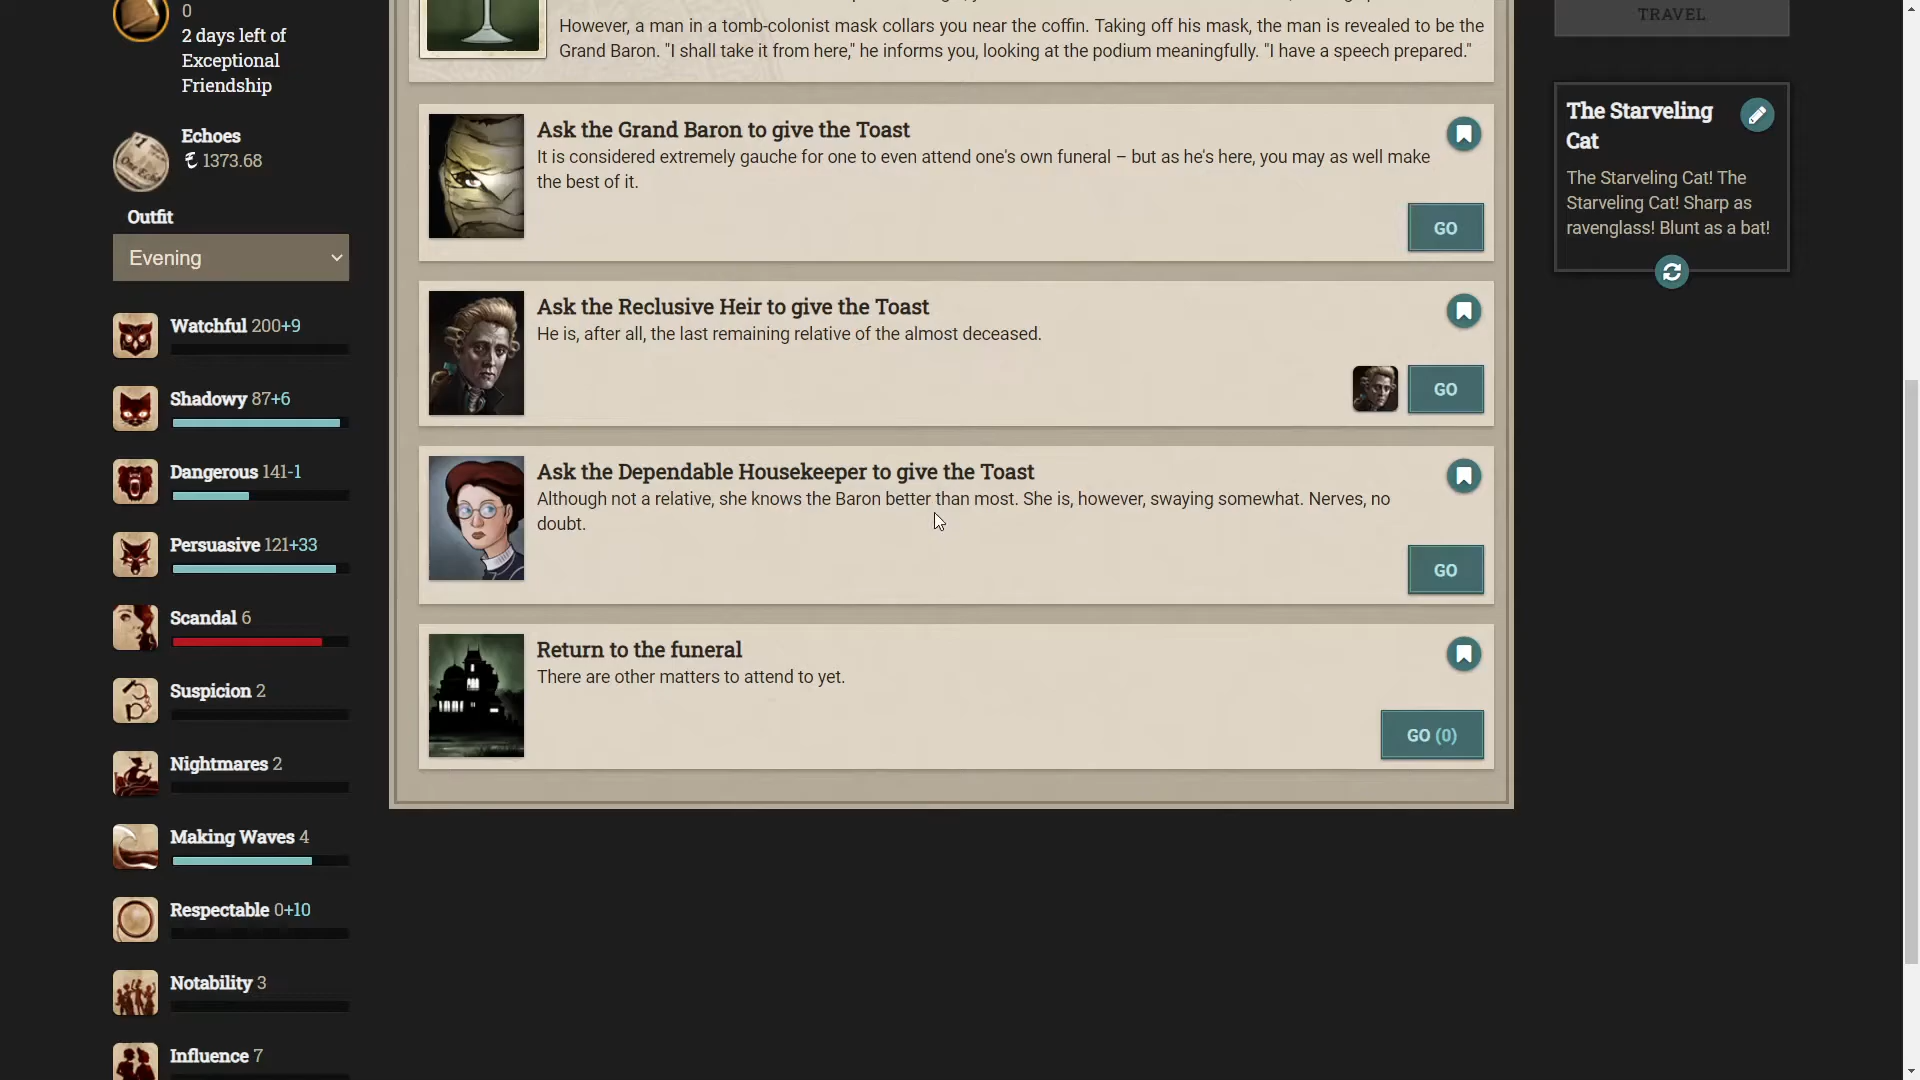 0
2 days left of
Exceptional
Friendship
Echoes
1373.68
Outfit
Evening
Watchful 200+9
Shadowy 87+6
Dangerous 141-1
Persuasive 121+33
Scandal 6
Suspicion 2
Nightmares 2
Making Waves 4
Respectable 0+10
Notability 3
Influence 7
However, a man in a tomb-colonist mask collars you near the coffin. Taking off his mask, the man is revealed to be the
Grand Baron. "I shall take it from here," he informs you, looking at the podium meaningfully. "I have a speech prepared."
Ask the Grand Baron to give the Toast
It is considered extremely gauche for one to even attend one's own funeral – but as he's here, you may as well make
the best of it.
GO
Ask the Reclusive Heir to give the Toast
He is, after all, the last remaining relative of the almost deceased.
GO
Ask the Dependable Housekeeper to give the Toast
Although not a relative, she knows the Baron better than most. She is, however, swaying somewhat. Nerves, no
doubt.
GO
Return to the funeral
There are other matters to attend to yet.
GO (0)
TRAVEL
The Starveling
Cat
The Starveling Cat! The
Starveling Cat! Sharp as
ravenglass! Blunt as a bat!